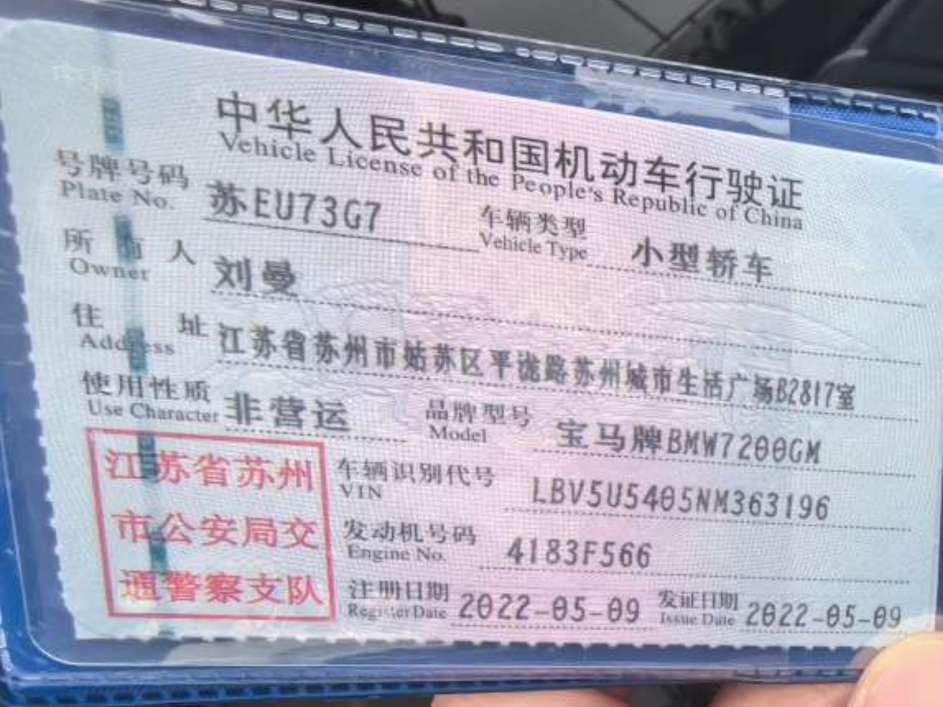 中华人民共和国机动车行驶证
Vehicle License of the People's Republic of China
号牌号码 苏EU73G7 车辆类型 小型轿车
Plate No. Vehicle Type
所有人 刘曼
Owner
住址 江苏省苏州市姑苏区平泷路苏州城市生活广场B2817室
Address
使用性质 非营运 品牌型号 宝马牌BMW7200GM
Use Character Model
江苏省苏州
市公安局交
通警察支队
车辆识别代号 LBV5U5405NM363196
VIN
发动机号码 4183F566
Engine No.
注册日期 2022-05-09 发证日期 2022-05-09
Register Date Issue Date